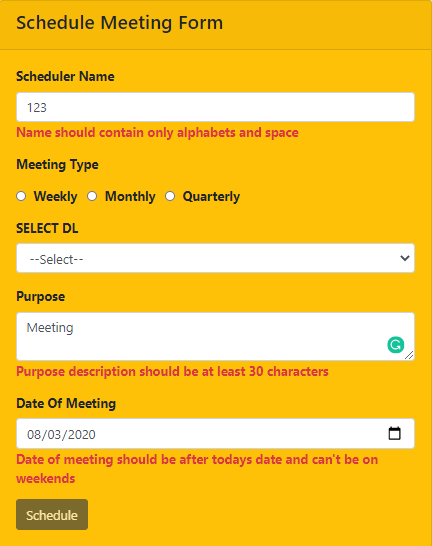 Schedule Meeting Form
Scheduler Name
123
Name should contain only alphabets and space
Meeting Type
Weekly Monthly Quarterly
SELECT DL
--Select--
Purpose
Meeting
Purpose description should be at least 30 characters
Date Of Meeting
08/03/2020
Date of meeting should be after todays date and can't be on
weekends
Schedule